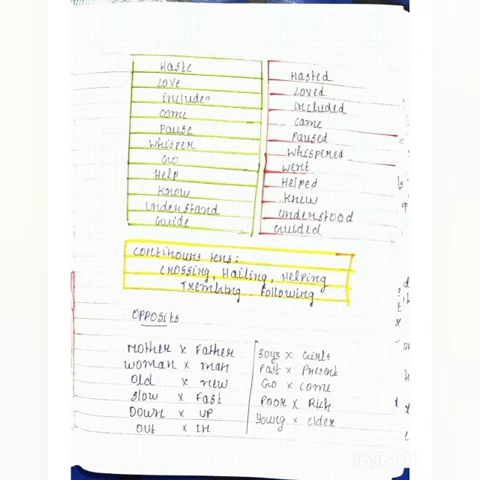 Haste Hasted
Love Loved
Include Included
Come Came
Pause Paused
Whisper Whispered
Go Went
Help Helped
Know Knew
Understand Understood
Guide Guided
Continours tens:
Crossing, Hailing, Helping
Trembling. Following
Opposits
Mother x Father Boys x Girls
Woman x Man Past x Present
Old x New Go x Come
Slow x Fast Poor x Rich
Down x Up Young x Elder
Out x In